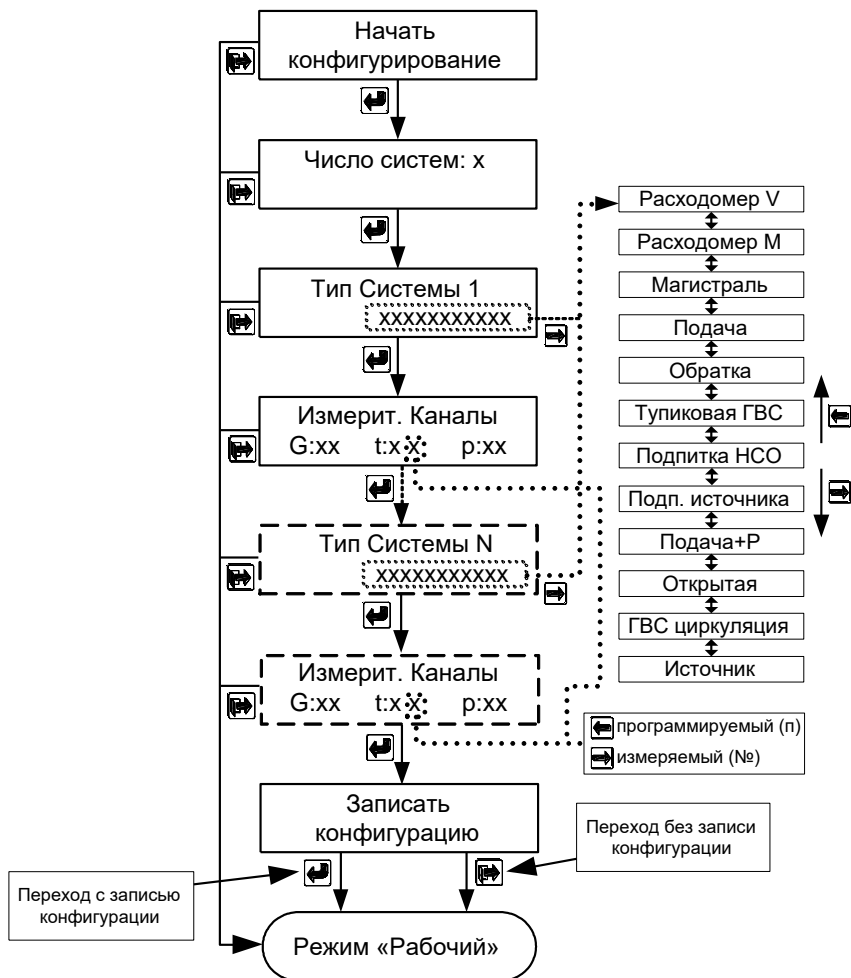 Начать
конфигурирование
Число систем: x
Тип Системы 1
xxxxxxxxxxx
Измерит. Каналы
G:xx t:x x p:xx
Тип Системы N
xxxxxxxxxxx
Измерит. Каналы
G:xx t:x x p:xx
Записать
конфигурацию
Переход с записью
конфигурации
Переход без записи
конфигурации
Режим «Рабочий»
Расходомер V
Расходомер M
Магистраль
Подача
Обратка
Тупиковая ГВС
Подпитка НСО
Подп. источника
Подача+Р
Открытая
ГВС циркуляция
Источник
программируемый (п)
измеряемый (№)